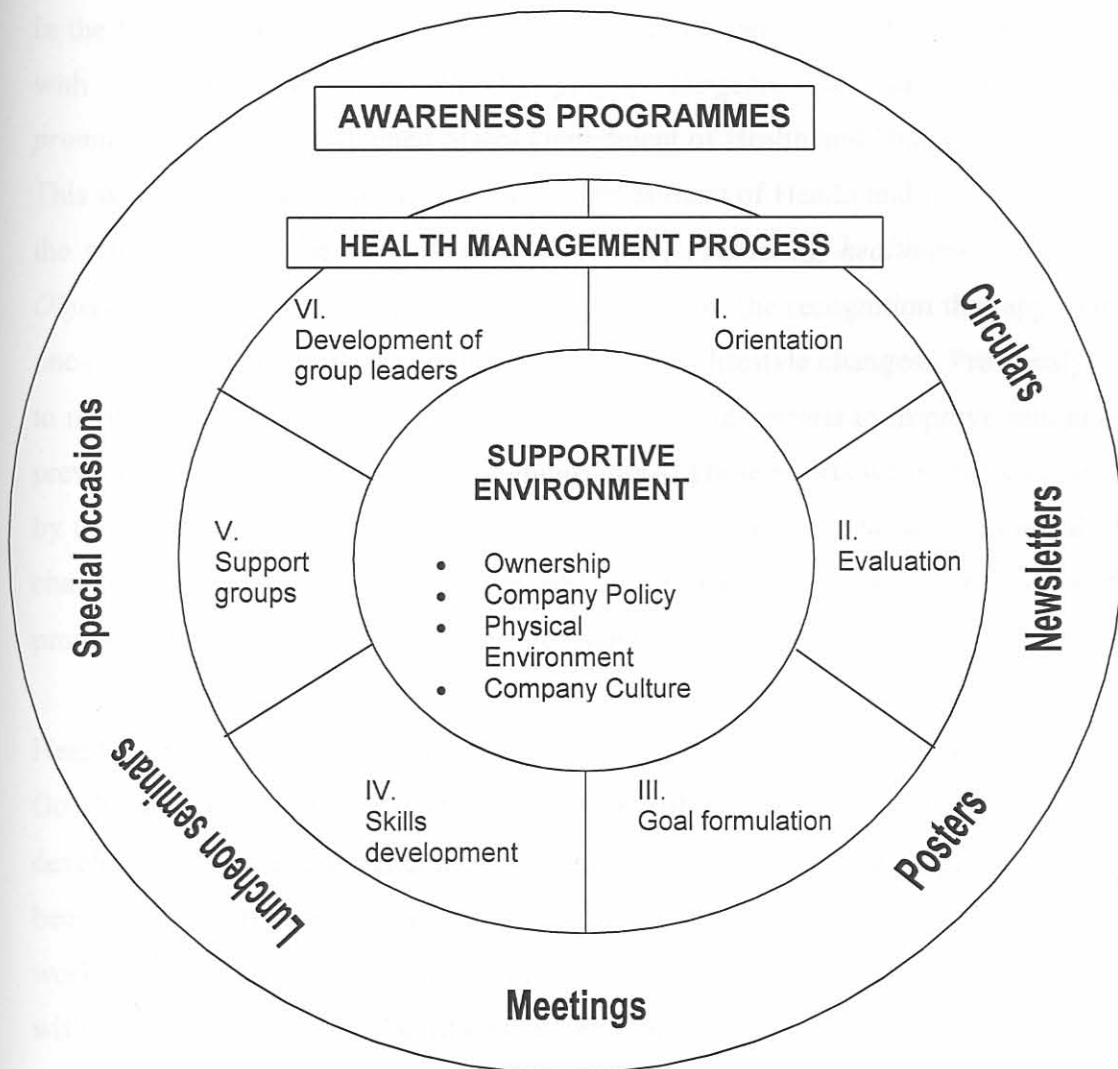 AWARENESS PROGRAMMES
HEALTH MANAGEMENT PROCESS
VI.
Development of
group leaders
I.
Orientation
Circulars
Special occasions
SUPPORTIVE
ENVIRONMENT
• Ownership
• Company Policy
• Physical
Environment
• Company Culture
V.
Support
groups
II.
Evaluation
Newsletters
IV.
Skills
development
III.
Goal formulation
Luncheon seminars
Posters
Meetings